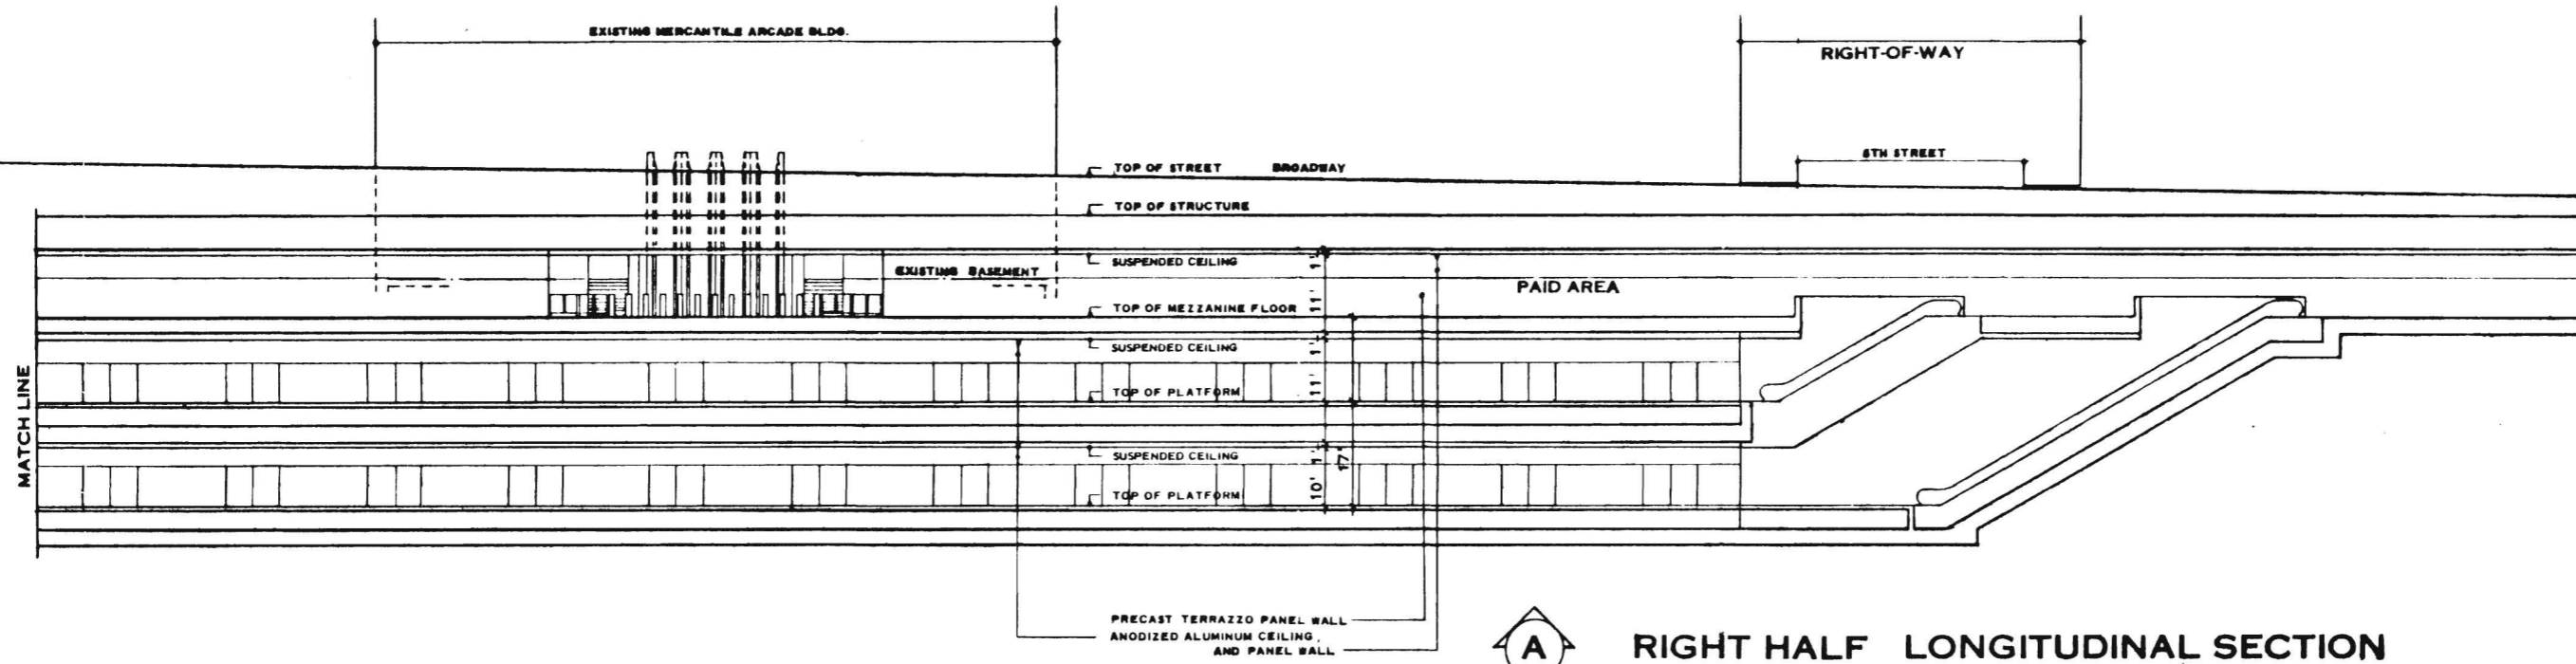 EXISTING MERCANTILE ARCADE BLDG.
RIGHT-OF-WAY
5TH STREET
TOP OF STREET BROADWAY
TOP OF STRUCTURE
SUSPENDED CEILING
1'
EXISTING BASEMENT
PAID AREA
11'
TOP OF MEZZANINE FLOOR
SUSPENDED CEILING
1'
MATCH LINE
TOP OF PLATFORM
11'
SUSPENDED CEILING
1'
17'
TOP OF PLATFORM
10'
PRECAST TERRAZZO PANEL WALL
ANODIZED ALUMINUM CEILING,
AND PANEL WALL
A RIGHT HALF LONGITUDINAL SECTION